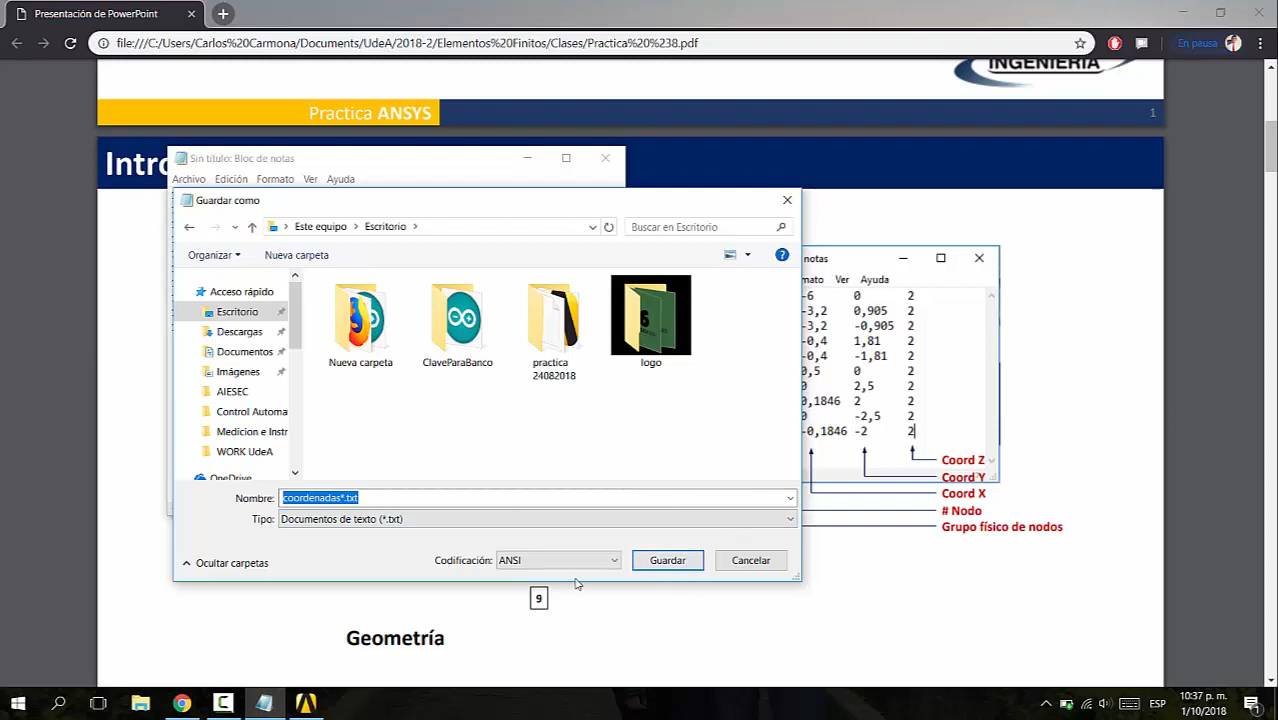 Presentación de PowerPoint
file:///C:/Users/Carlos%20Carmona/Documents/UdeA/2018-2/Elementos%20Finitos/Clases/Practica%20%238.pdf
En pausa
INGENIERÍA
Practica ANSYS
1
Intro
Sin título: Bloc de notas
Archivo Edición Formato Ver Ayuda
Guardar como
Este equipo > Escritorio >
Buscar en Escritorio
Organizar
Nueva carpeta
Acceso rápido
Escritorio
Descargas
Documentos
Imágenes
AIESEC
Control Automa
Medicion e Instr
WORK UdeA
OneDrive
Nueva carpeta
ClaveParaBanco
practica
24082018
logo
Nombre: coordenadas*.txt
Tipo: Documentos de texto (*.txt)
Ocultar carpetas
Codificación: ANSI
Guardar
Cancelar
notas
mato Ver Ayuda
-6 0 2
-3,2 0,905 2
-3,2 -0,905 2
-0,4 1,81 2
-0,4 -1,81 2
0,5 0 2
0 2,5 2
0,1846 2 2
0 -2,5 2
-0,1846 -2 2
Coord Z
Coord Y
Coord X
# Nodo
Grupo físico de nodos
9
Geometría
ESP
10:37 p. m.
1/10/2018
1